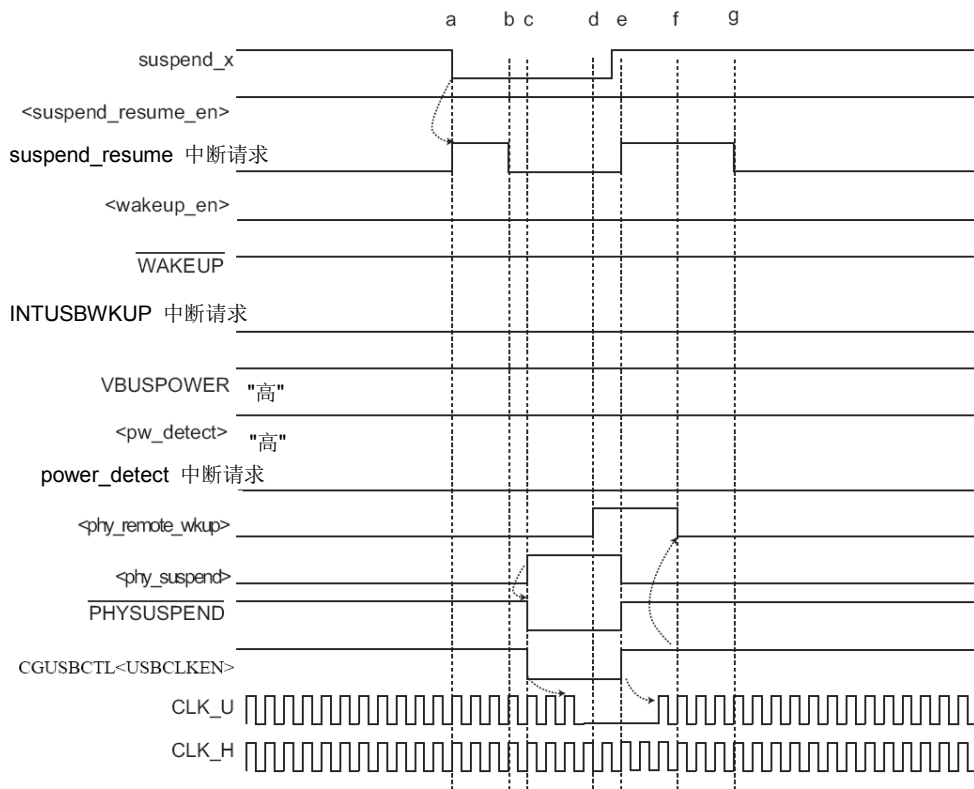 a b c d e f g
suspend_x
<suspend_resume_en>
suspend_resume 中断请求
<wakeup_en>
WAKEUP
INTUSBWKUP 中断请求
VBUSPOWER "高"
<pw_detect> "高"
power_detect 中断请求
<phy_remote_wkup>
<phy_suspend>
PHYSUSPEND
CGUSBCTL<USBCLKEN>
CLK_U
CLK_H